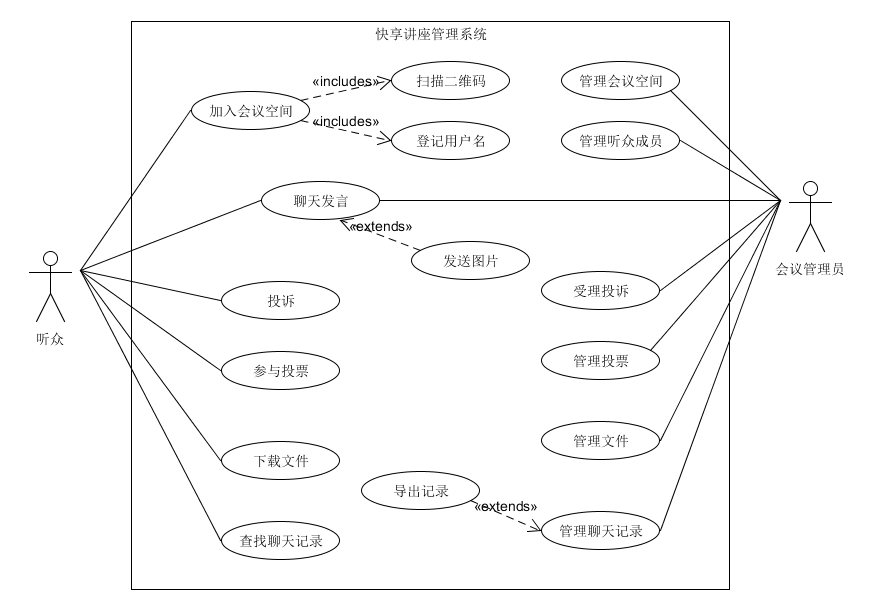 快享讲座管理系统
«includes»
扫描二维码
管理会议空间
加入会议空间
«includes»
登记用户名
管理听众成员
聊天发言
«extends»
发送图片
会议管理员
投诉
受理投诉
听众
参与投票
管理投票
管理文件
下载文件
导出记录
«extends»
查找聊天记录
管理聊天记录